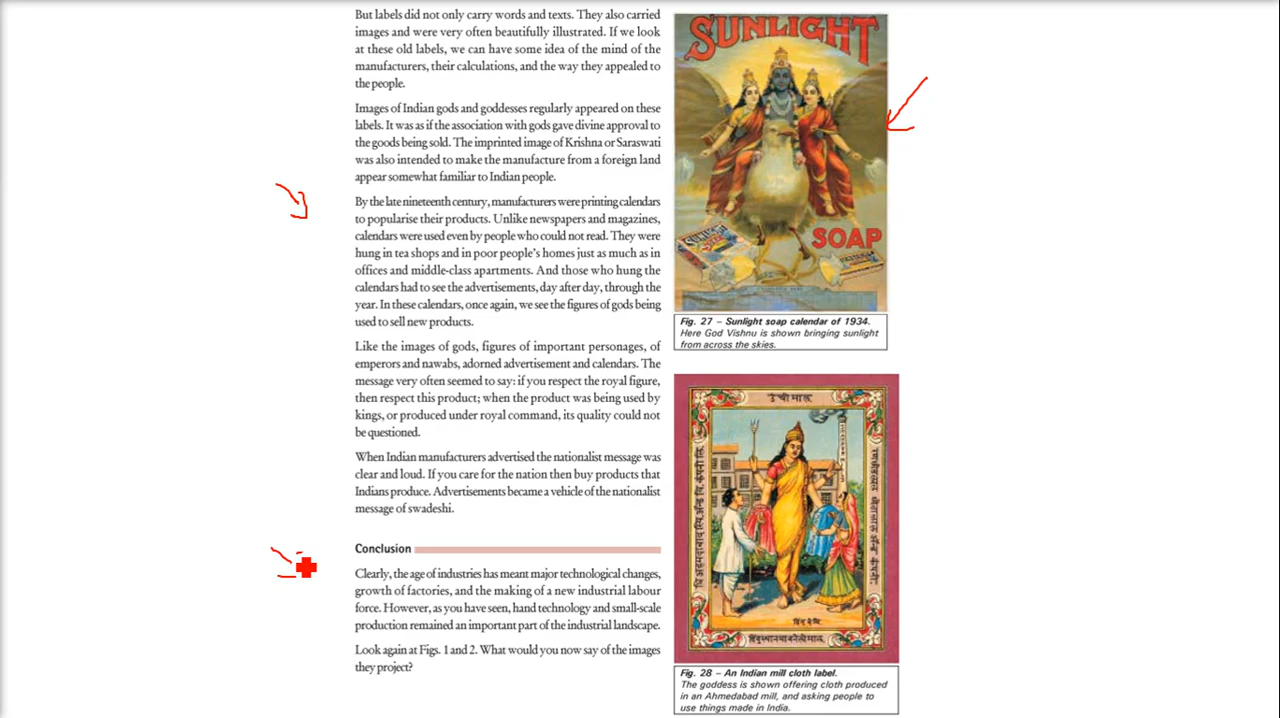 But labels did not only carry words and texts. They also carried
images and were very often beautifully illustrated. If we look
at these old labels, we can have some idea of the mind of the
manufacturers, their calculations, and the way they appealed to
the people.
Images of Indian gods and goddesses regularly appeared on these
labels. It was as if the association with gods gave divine approval to
the goods being sold. The imprinted image of Krishna or Saraswati
was also intended to make the manufacture from a foreign land
appear somewhat familiar to Indian people.
By the late nineteenth century, manufacturers were printing calendars
to popularise their products. Unlike newspapers and magazines,
calendars were used even by people who could not read. They were
hung in tea shops and in poor people's homes just as much as in
offices and middle-class apartments. And those who hung the
calendars had to see the advertisements, day after day, through the
year. In these calendars, once again, we see the figures of gods being
used to sell new products.
Like the images of gods, figures of important personages, of
emperors and nawabs, adorned advertisement and calendars. The
message very often seemed to say: if you respect the royal figure,
then respect this product; when the product was being used by
kings, or produced under royal command, its quality could not
be questioned.
When Indian manufacturers advertised the nationalist message was
clear and loud. If you care for the nation then buy products that
Indians produce. Advertisements became a vehicle of the nationalist
message of swadeshi.
Conclusion
Clearly, the age of industries has meant major technological changes,
growth of factories, and the making of a new industrial labour
force. However, as you have seen, hand technology and small-scale
production remained an important part of the industrial landscape.
Look again at Figs. 1 and 2. What would you now say of the images
they project?
SUNLIGHT
SUNLIGHT
SOAP
Fig. 27 – Sunlight soap calendar of 1934.
Here God Vishnu is shown bringing sunlight
from across the skies.
Fig. 28 – An Indian mill cloth label.
The goddess is shown offering cloth produced
in an Ahmedabad mill, and asking people to
use things made in India.